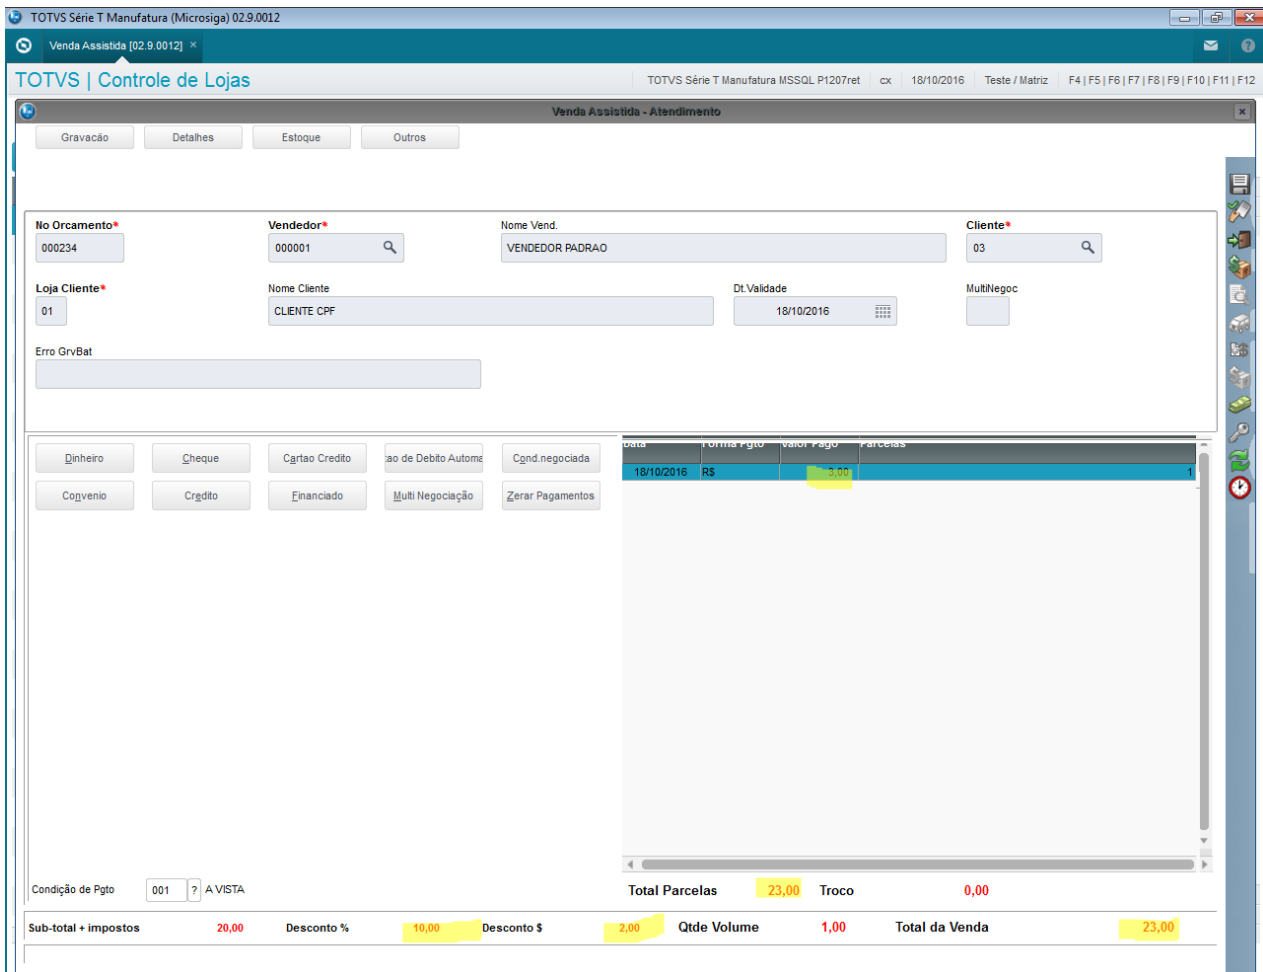 TOTVS Série T Manufatura (Microsiga) 02.9.0012
Venda Assistida [02.9.0012] ×
TOTVS | Controle de Lojas
TOTVS Série T Manufatura MSSQL P1207ret | cx | 18/10/2016 | Teste / Matriz | F4 | F5 | F6 | F7 | F8 | F9 | F10 | F11 | F12
Venda Assistida - Atendimento
Gravacão Detalhes Estoque Outros
No Orcamento* Vendedor* Nome Vend. Cliente*
000234 000001 VENDEDOR PADRAO 03
Loja Cliente* Nome Cliente Dt.Validade MultiNegoc
01 CLIENTE CPF 18/10/2016
Erro GrvBat
Data Forma Pgto Valor Pago Parcelas
Dinheiro Cheque Cartao Credito ao de Debito Automa Cond.negociada
18/10/2016 R$ 3,00 1
Convenio Credito Financiado Multi Negociação Zerar Pagamentos
Condição de Pgto 001 ? A VISTA
Total Parcelas 23,00 Troco 0,00
Sub-total + impostos 20,00 Desconto % 10,00 Desconto $ 2,00 Qtde Volume 1,00 Total da Venda 23,00